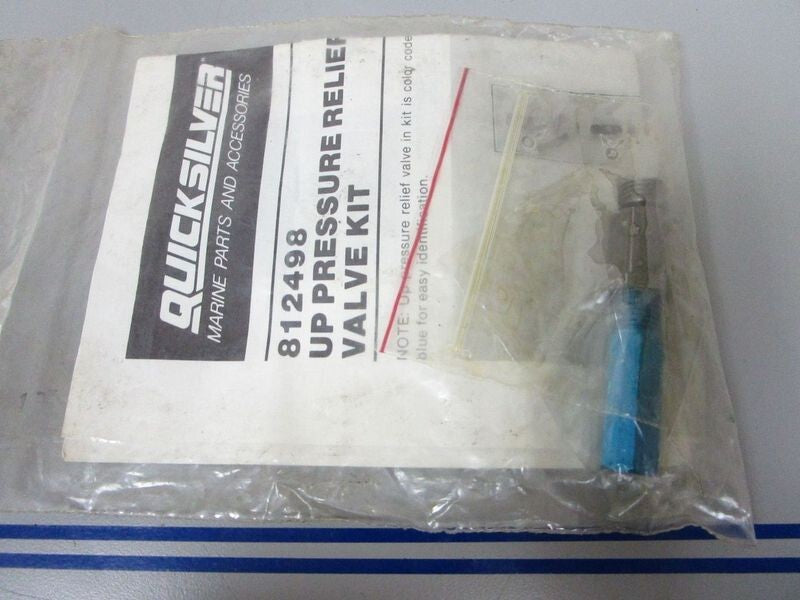 QUICKSILVER
MARINE PARTS AND ACCESSORIES
812498
UP PRESSURE RELIEF
VALVE KIT
NOTE: Up pressure relief valve in kit is color code
blue for easy identification.